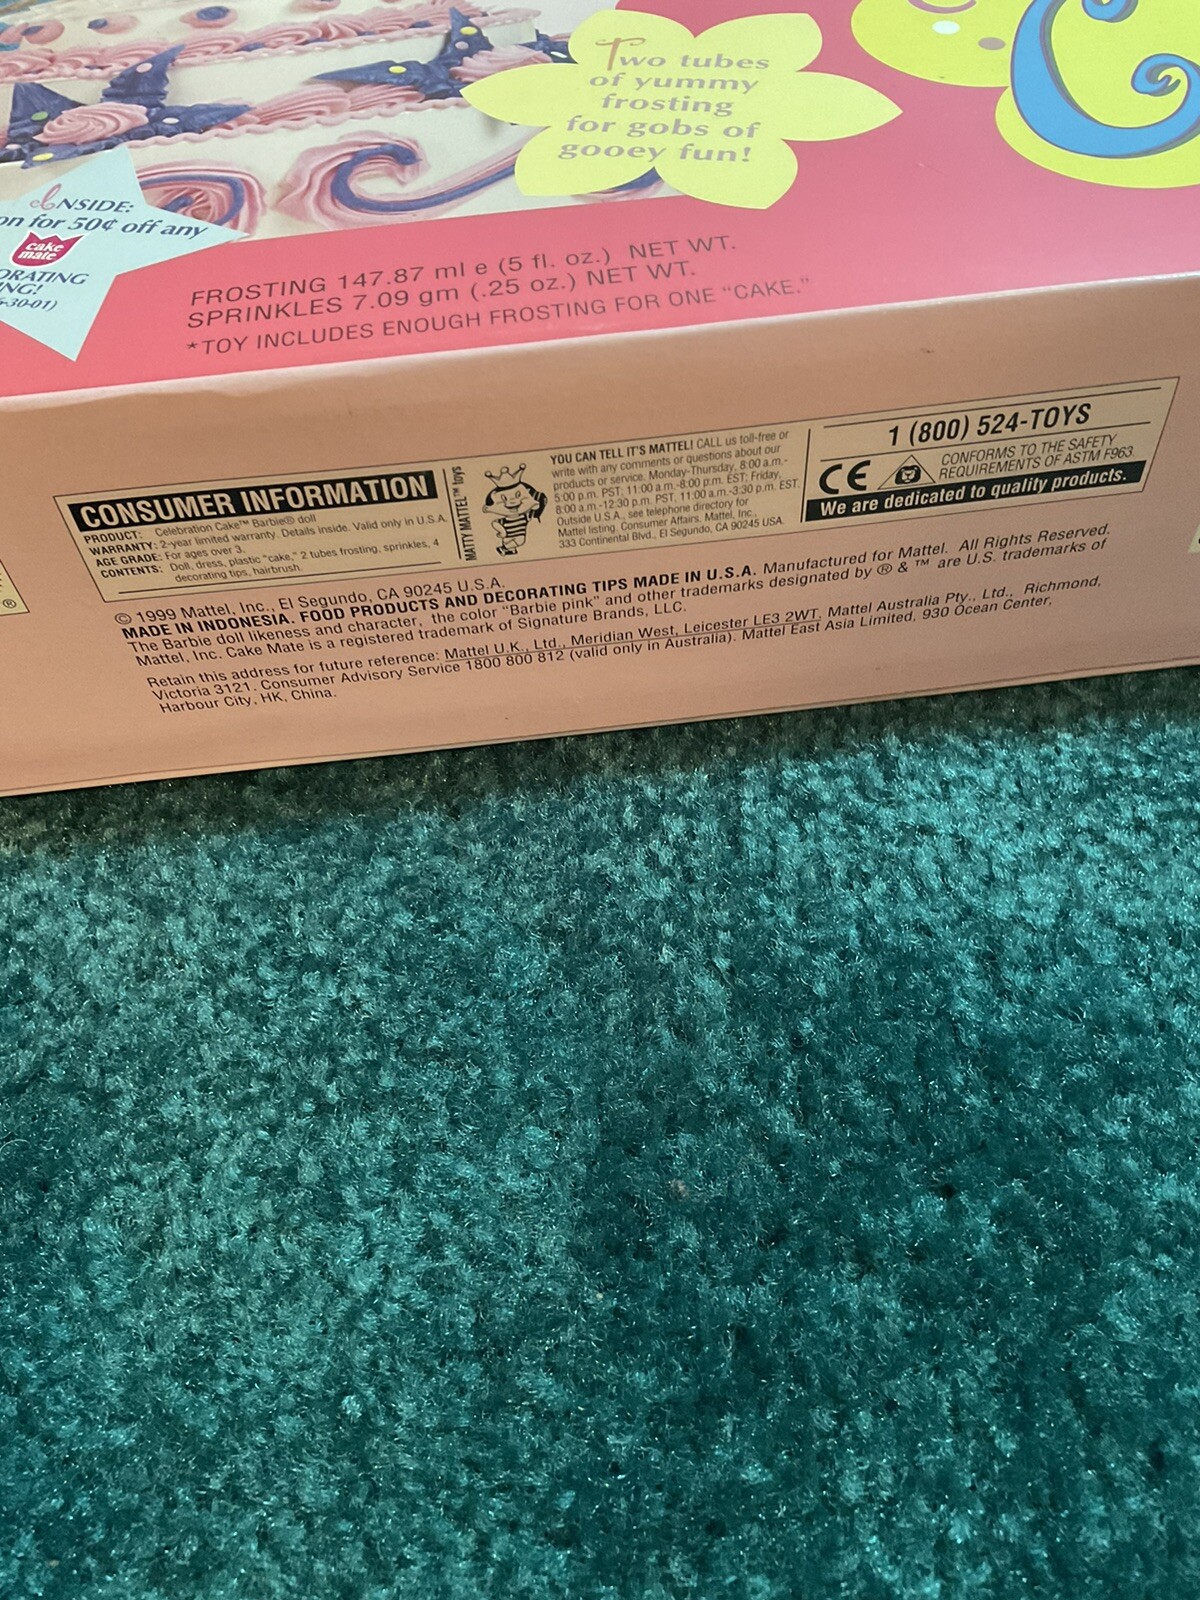 Two tubes
of yummy
frosting
for gobs of
gooey fun!
C
INSIDE:
on for 50¢ off any
cake
mate
ORATING
NG!
-30-01)
FROSTING 147.87 ml e (5 fl. oz.) NET WT.
SPRINKLES 7.09 gm (.25 oz.) NET WT.
*TOY INCLUDES ENOUGH FROSTING FOR ONE "CAKE."
CONSUMER INFORMATION
PRODUCT: Celebration Cake™ Barbie® doll
WARRANTY: 2-year limited warranty. Details inside. Valid only in U.S.A.
AGE GRADE: For ages over 3.
CONTENTS: Doll, dress, plastic "cake," 2 tubes frosting, sprinkles, 4
decorating tips, hairbrush.
MATTY MATTEL™ toys
YOU CAN TELL IT'S MATTEL! CALL us toll-free or
write with any comments or questions about our
products or service. Monday-Thursday, 8:00 a.m.-
5:00 p.m. PST; 11:00 a.m.-8:00 p.m. EST; Friday,
8:00 a.m.-12:30 p.m. PST, 11:00 a.m.-3:30 p.m. EST.
Outside U.S.A., see telephone directory for
Mattel listing. Consumer Affairs, Mattel, Inc.,
333 Continental Blvd., El Segundo, CA 90245 USA.
1 (800) 524-TOYS
CE
CONFORMS TO THE SAFETY
REQUIREMENTS OF ASTM F963.
We are dedicated to quality products.
®
© 1999 Mattel, Inc., El Segundo, CA 90245 U.S.A.
MADE IN INDONESIA. FOOD PRODUCTS AND DECORATING TIPS MADE IN U.S.A. Manufactured for Mattel. All Rights Reserved.
The Barbie doll likeness and character, the color "Barbie pink" and other trademarks designated by ® & ™ are U.S. trademarks of
Mattel, Inc. Cake Mate is a registered trademark of Signature Brands, LLC.
Retain this address for future reference: Mattel U.K., Ltd., Meridian West, Leicester LE3 2WT. Mattel Australia Pty., Ltd., Richmond,
Victoria 3121. Consumer Advisory Service 1800 800 812 (valid only in Australia). Mattel East Asia Limited, 930 Ocean Center,
Harbour City, HK, China.